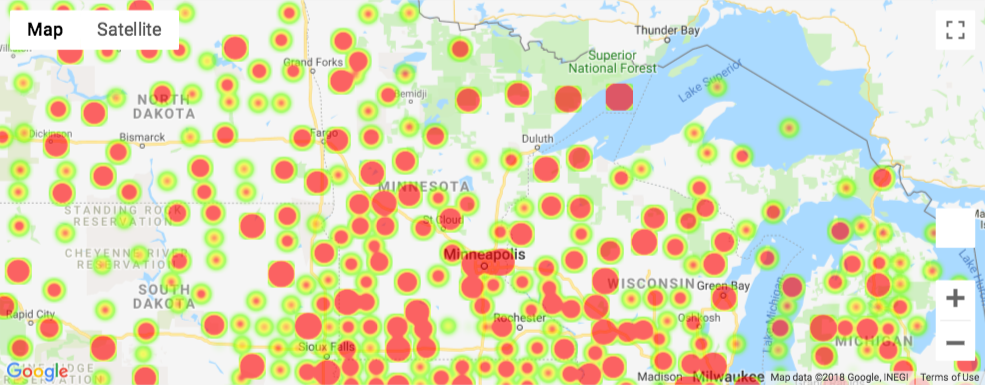 Map
Satellite
Thunder Bay
Grand Forks
Superior
National Forest
Lake Superior
NORTH
DAKOTA
Bemidji
Dickinson
Bismarck
Fargo
Duluth
MINNESOTA
STANDING ROCK
RESERVATION
St Cloud
CHEYENNE RIVER
RESERVATION
Minneapolis
WISCONSIN
Green Bay
SOUTH
DAKOTA
Rapid City
Rochester
Oshkosh
Lake Michigan
MICHIGAN
Sioux Falls
Google
RESERVATION
Madison
Milwaukee
Map data ©2018 Google, INEGI
Terms of Use